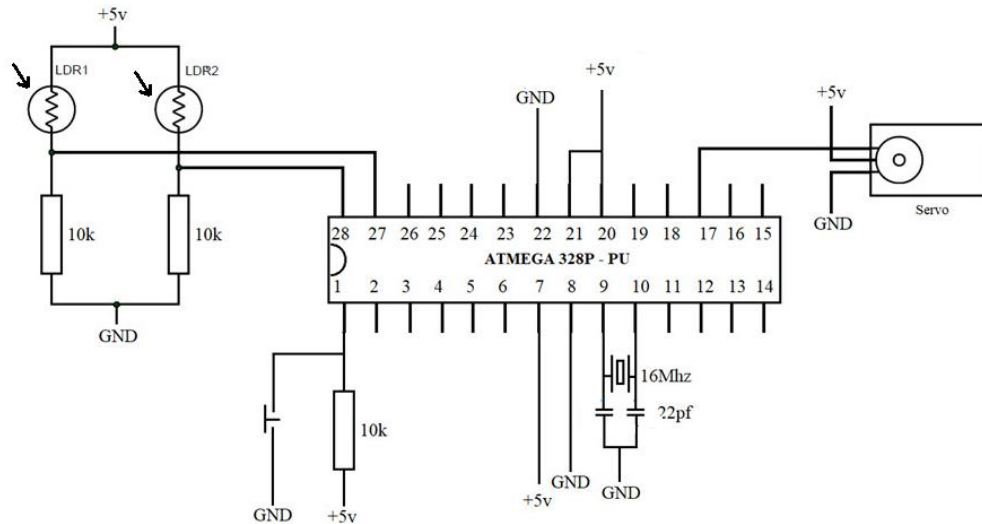 +5v
LDR1
LDR2
10k
10k
GND
GND
+5v
+5v
GND
Servo
28 27 26 25 24 23 22 21 20 19 18 17 16 15
ATMEGA 328P - PU
1 2 3 4 5 6 7 8 9 10 11 12 13 14
16Mhz
22pf
10k
GND
+5v
+5v
GND
GND